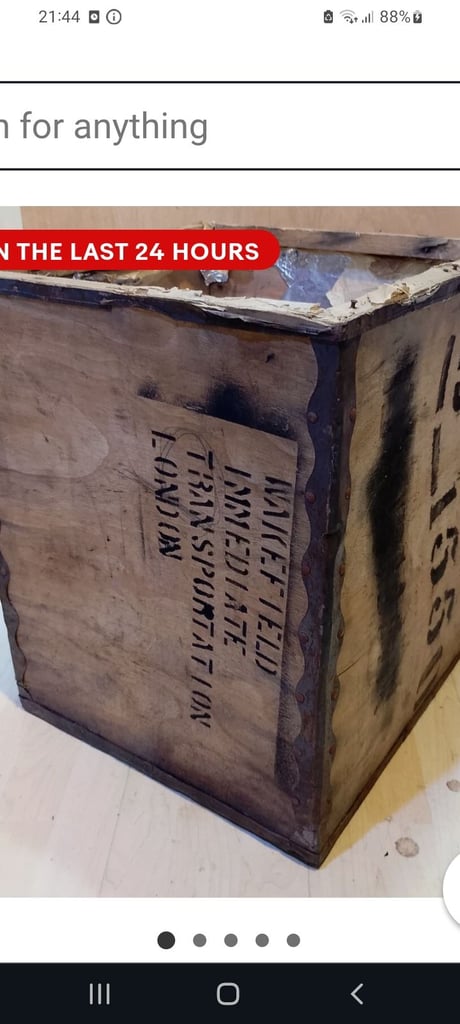 21:44
88%
n for anything
N THE LAST 24 HOURS
WAKEFIELD
IMMEDIATE
TRANSPORTATION
LONDON